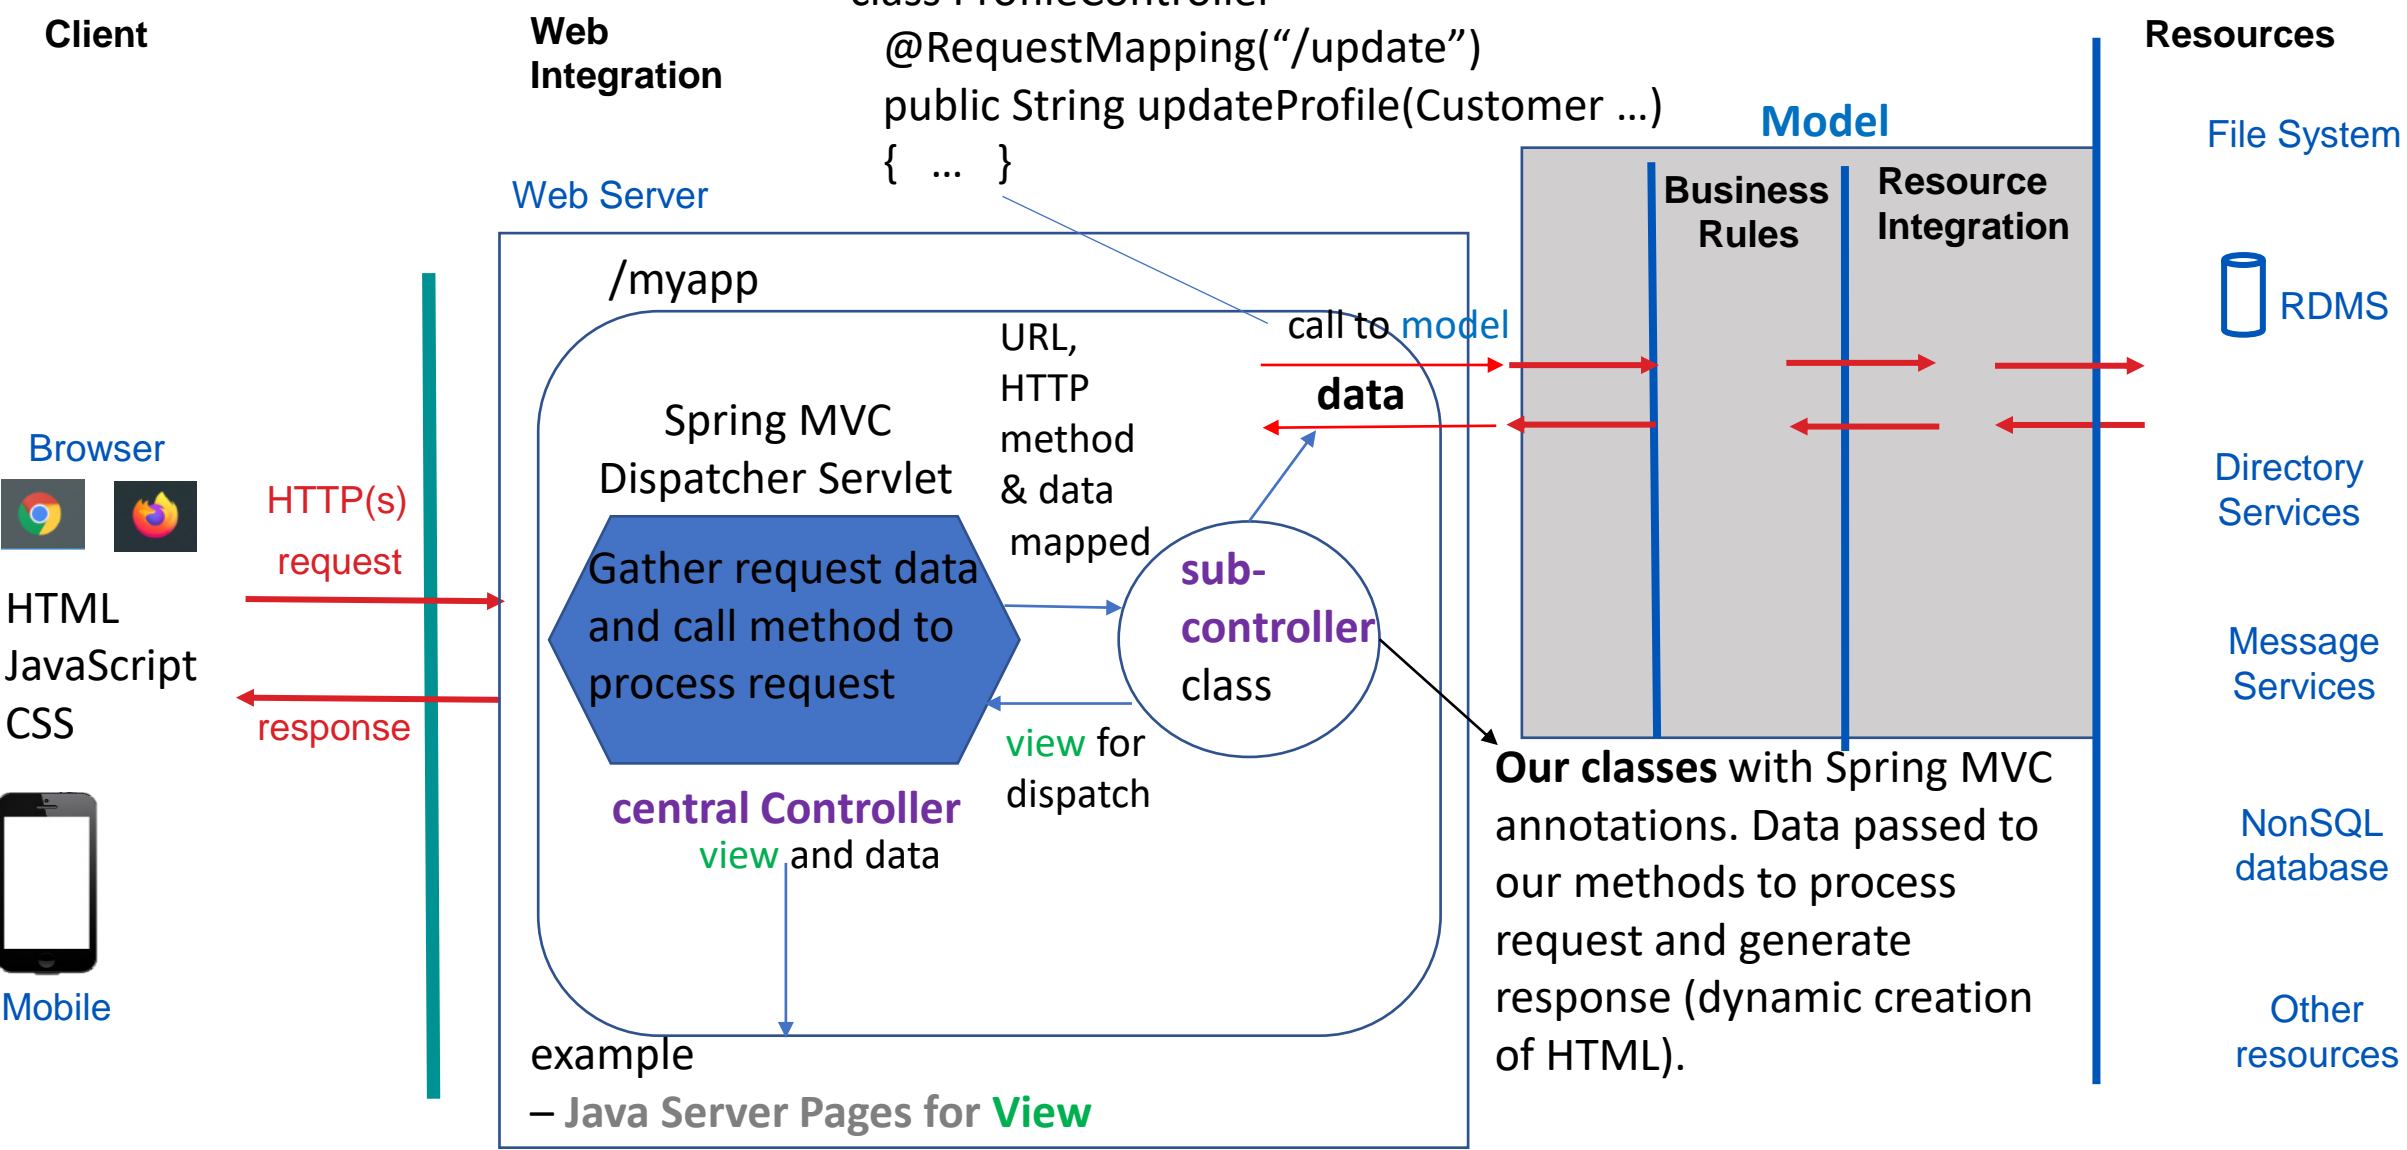 Client
Web
Integration
class ProfileController
@RequestMapping(“/update”)
public String updateProfile(Customer …)
{ … }
Resources
Model
Business
Rules
Resource
Integration
File System
RDMS
Directory
Services
Message
Services
NonSQL
database
Other
resources
Web Server
/myapp
URL,
HTTP
method
& data
mapped
call to model
data
Spring MVC
Dispatcher Servlet
Gather request data
and call method to
process request
central Controller
view and data
sub-
controller
class
view for
dispatch
Browser
HTTP(s)
request
response
HTML
JavaScript
CSS
Mobile
Our classes with Spring MVC
annotations. Data passed to
our methods to process
request and generate
response (dynamic creation
of HTML).
example
– Java Server Pages for View